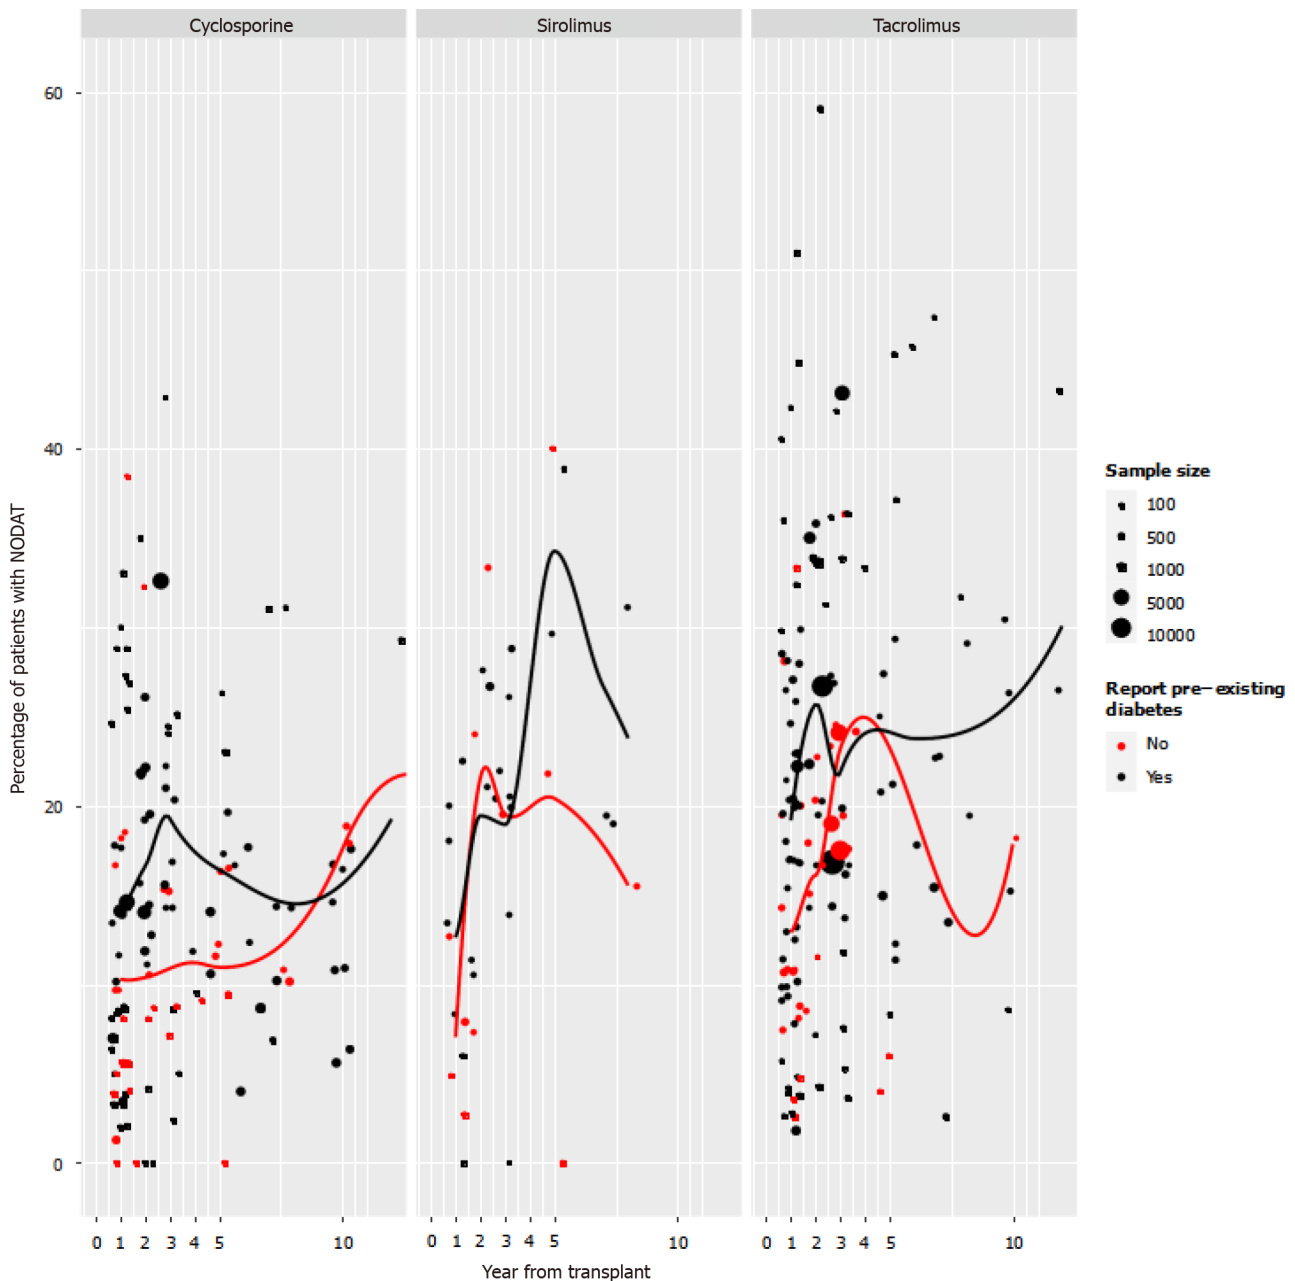 Cyclosporine
Sirolimus
Tacrolimus
60
40
20
0
Percentage of patients with NODAT
0 1 2 3 4 5 10
0 1 2 3 4 5 10
0 1 2 3 4 5 10
Year from transplant
Sample size
100
500
1000
5000
10000
Report pre-existing
diabetes
No
Yes